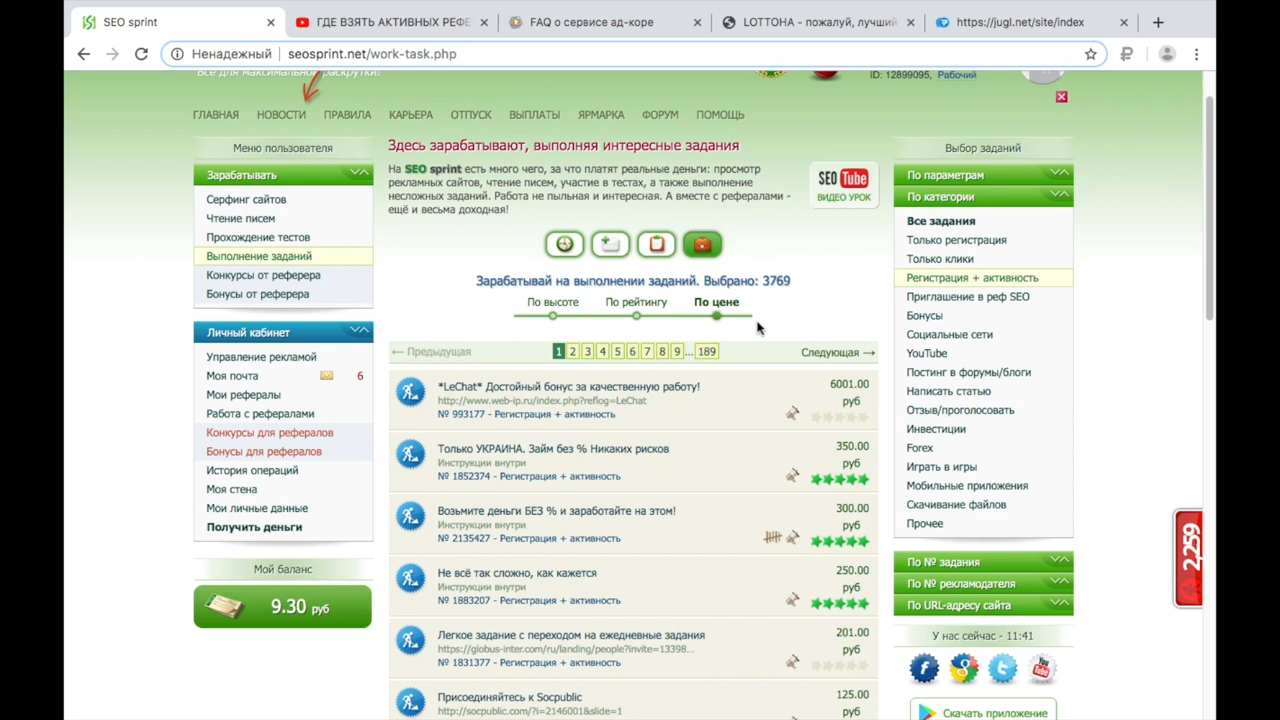 SEO sprint
ГДЕ ВЗЯТЬ АКТИВНЫХ РЕФЕ
FAQ о сервисе ад-коре
LOTTOHA - пожалуй, лучший
https://jugl.net/site/index
Ненадежный
seosprint.net/work-task.php
Все для максимальной раскрутки!
ID: 12899095, Рабочий
ГЛАВНАЯ НОВОСТИ ПРАВИЛА КАРЬЕРА ОТПУСК ВЫПЛАТЫ ЯРМАРКА ФОРУМ ПОМОЩЬ
Меню пользователя
Зарабатывать
Серфинг сайтов
Чтение писем
Прохождение тестов
Выполнение заданий
Конкурсы от реферера
Бонусы от реферера
Личный кабинет
Управление рекламой
Моя почта 6
Мои рефералы
Работа с рефералами
Конкурсы для рефералов
Бонусы для рефералов
История операций
Моя стена
Мои личные данные
Получить деньги
Мой баланс
9.30 руб
Здесь зарабатывают, выполняя интересные задания
На SEO sprint есть много чего, за что платят реальные деньги: просмотр
рекламных сайтов, чтение писем, участие в тестах, а также выполнение
несложных заданий. Работа не пыльная и интересная. А вместе с рефералами -
ещё и весьма доходная!
SEO Tube
ВИДЕО УРОК
Зарабатывай на выполнении заданий. Выбрано: 3769
По высоте По рейтингу По цене
← Предыдущая 1 2 3 4 5 6 7 8 9 ... 189 Следующая →
*LeChat* Достойный бонус за качественную работу!
http://www.web-ip.ru/index.php?reflog=LeChat
№ 993177 - Регистрация + активность
6001.00
руб
Только УКРАИНА. Займ без % Никаких рисков
Инструкции внутри
№ 1852374 - Регистрация + активность
350.00
руб
Возьмите деньги БЕЗ % и заработайте на этом!
Инструкции внутри
№ 2135427 - Регистрация + активность
300.00
руб
Не всё так сложно, как кажется
Инструкции внутри
№ 1883207 - Регистрация + активность
250.00
руб
Легкое задание с переходом на ежедневные задания
https://globus-inter.com/ru/landing/people?invite=13398...
№ 1831377 - Регистрация + активность
201.00
руб
Присоединяйтесь к Socpublic
http://socpublic.com/?i=2146001&slide=1
125.00
руб
Выбор заданий
По параметрам
По категории
Все задания
Только регистрация
Только клики
Регистрация + активность
Приглашение в реф SEO
Бонусы
Социальные сети
YouTube
Постинг в форумы/блоги
Написать статью
Отзыв/проголосовать
Инвестиции
Forex
Играть в игры
Мобильные приложения
Скачивание файлов
Прочее
По № задания
По № рекламодателя
По URL-адресу сайта
У нас сейчас - 11:41
You
Tube
Скачать приложение
2259